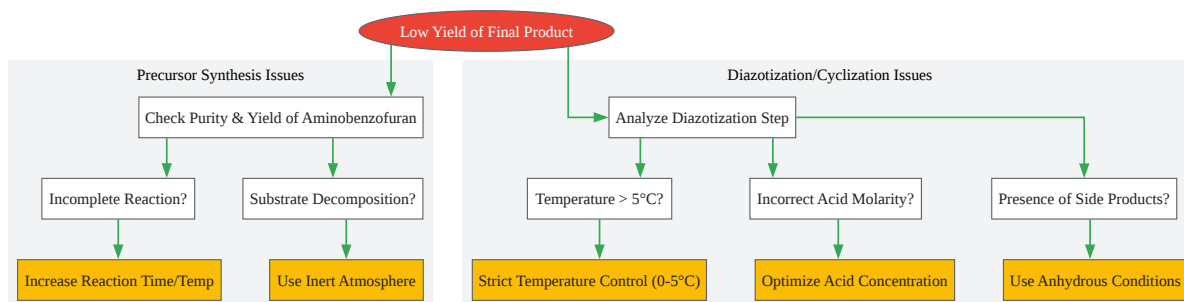 Low Yield of Final Product
Precursor Synthesis Issues
Diazotization/Cyclization Issues
Check Purity & Yield of Aminobenzofuran
Analyze Diazotization Step
Incomplete Reaction?
Substrate Decomposition?
Temperature > 5°C?
Incorrect Acid Molarity?
Presence of Side Products?
Increase Reaction Time/Temp
Use Inert Atmosphere
Strict Temperature Control (0-5°C)
Optimize Acid Concentration
Use Anhydrous Conditions